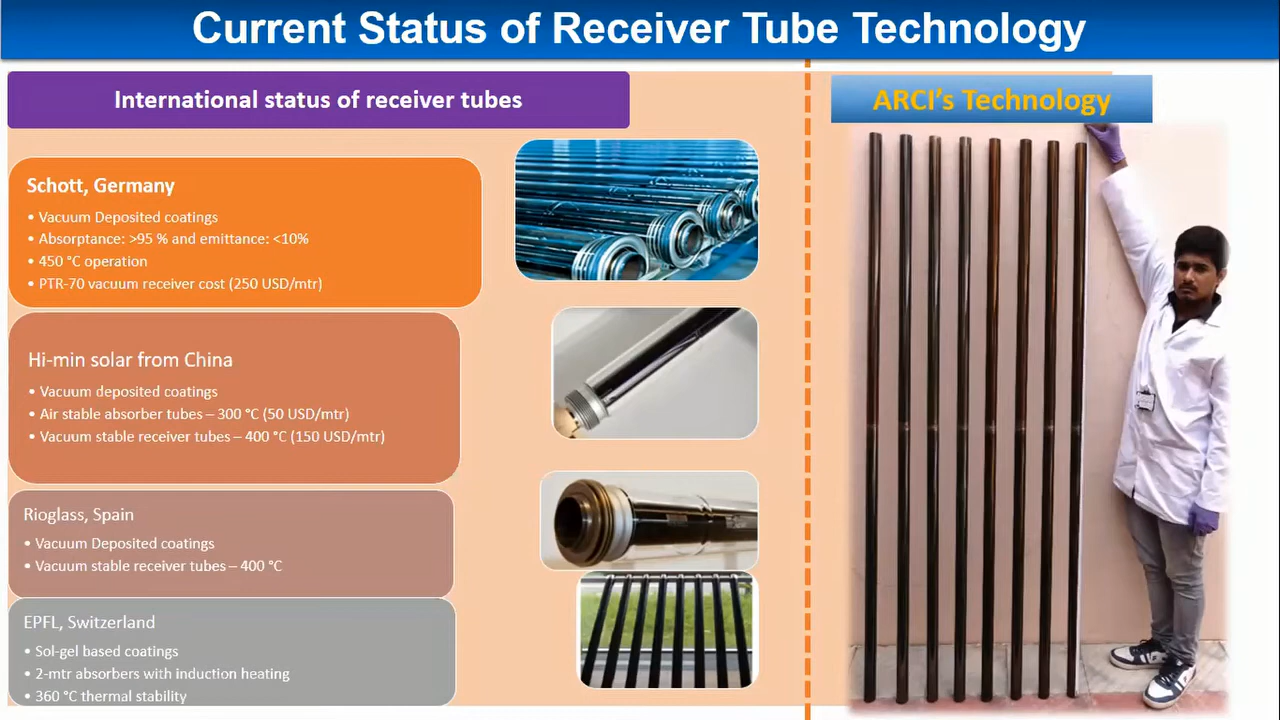 Current Status of Receiver Tube Technology
International status of receiver tubes
Schott, Germany
• Vacuum Deposited coatings
• Absorptance: >95 % and emittance: <10%
• 450 °C operation
• PTR-70 vacuum receiver cost (250 USD/mtr)
Hi-min solar from China
• Vacuum deposited coatings
• Air stable absorber tubes – 300 °C (50 USD/mtr)
• Vacuum stable receiver tubes – 400 °C (150 USD/mtr)
Rioglass, Spain
• Vacuum Deposited coatings
• Vacuum stable receiver tubes – 400 °C
EPFL, Switzerland
• Sol-gel based coatings
• 2-mtr absorbers with induction heating
• 360 °C thermal stability
ARCI's Technology